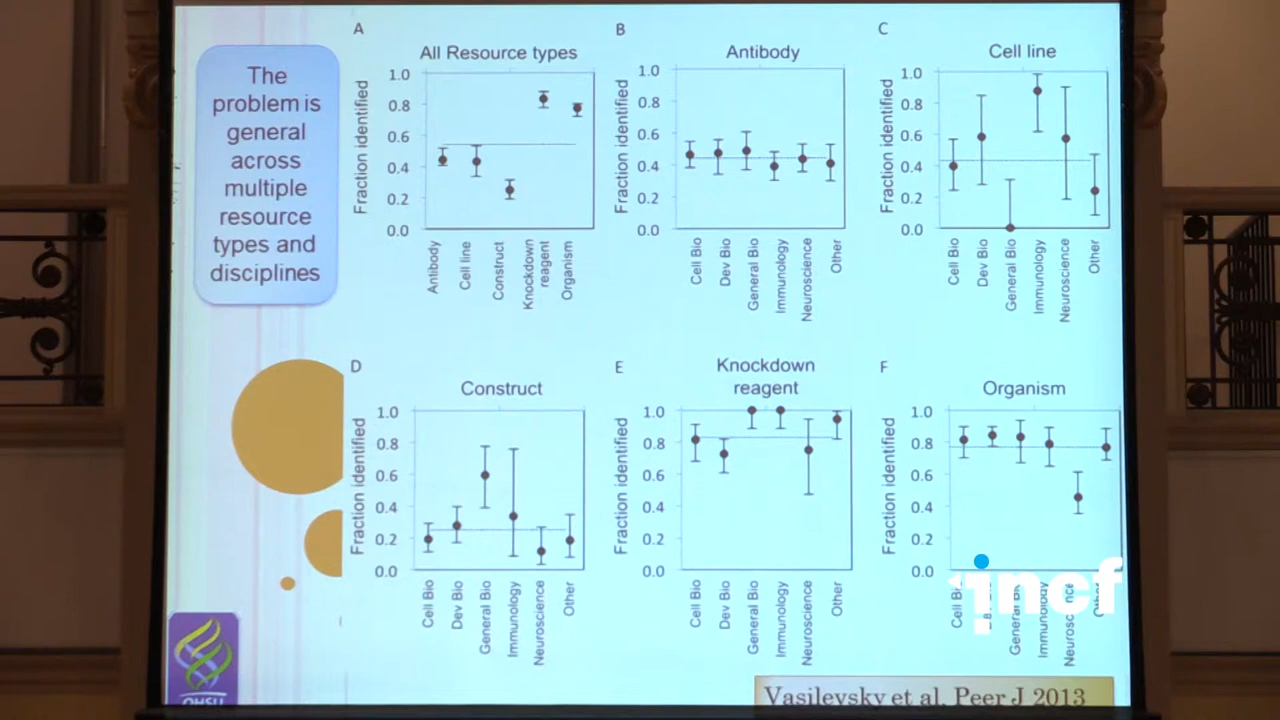 The
problem is
general
across
multiple
resource
types and
disciplines
A
All Resource types
Fraction identified
1.0
0.8
0.6
0.4
0.2
0.0
Antibody
Cell line
Construct
Knockdown
reagent
Organism
B
Antibody
Fraction identified
1.0
0.8
0.6
0.4
0.2
0.0
Cell Bio
Dev Bio
General Bio
Immunology
Neuroscience
Other
C
Cell line
Fraction identified
1.0
0.8
0.6
0.4
0.2
0.0
Cell Bio
Dev Bio
General Bio
Immunology
Neuroscience
Other
D
Construct
Fraction identified
1.0
0.8
0.6
0.4
0.2
0.0
Cell Bio
Dev Bio
General Bio
Immunology
Neuroscience
Other
E
Knockdown
reagent
Fraction identified
1.0
0.8
0.6
0.4
0.2
0.0
Cell Bio
Dev Bio
General Bio
Immunology
Neuroscience
Other
F
Organism
Fraction identified
1.0
0.8
0.6
0.4
0.2
0.0
Cell Bio
General Bio
Immunology
Neuroscience
Other
incf
OHSU
Vasilevsky et al, Peer J 2013